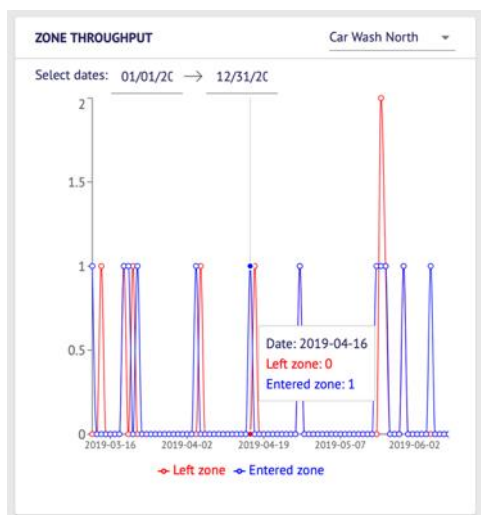 ZONE THROUGHPUT
Car Wash North
Select dates: 01/01/20 → 12/31/20
2
1.5
1
0.5
Date: 2019-04-16
Left zone: 0
Entered zone: 1
0
2019-03-16 2019-04-02 2019-04-19 2019-05-07 2019-06-02
Left zone Entered zone